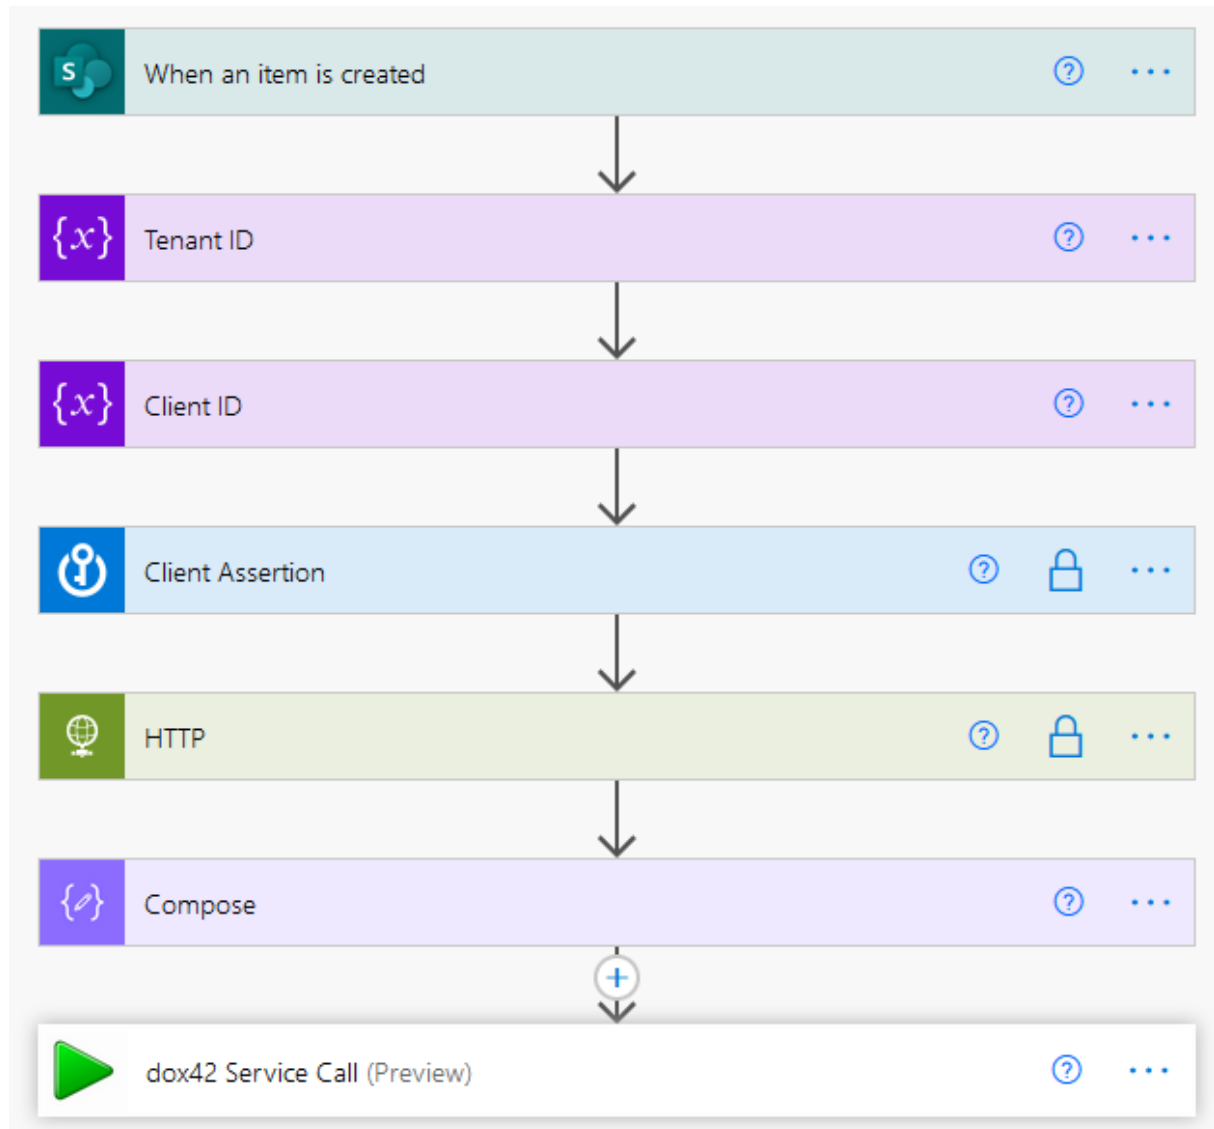 When an item is created
Tenant ID
Client ID
Client Assertion
HTTP
Compose
dox42 Service Call (Preview)